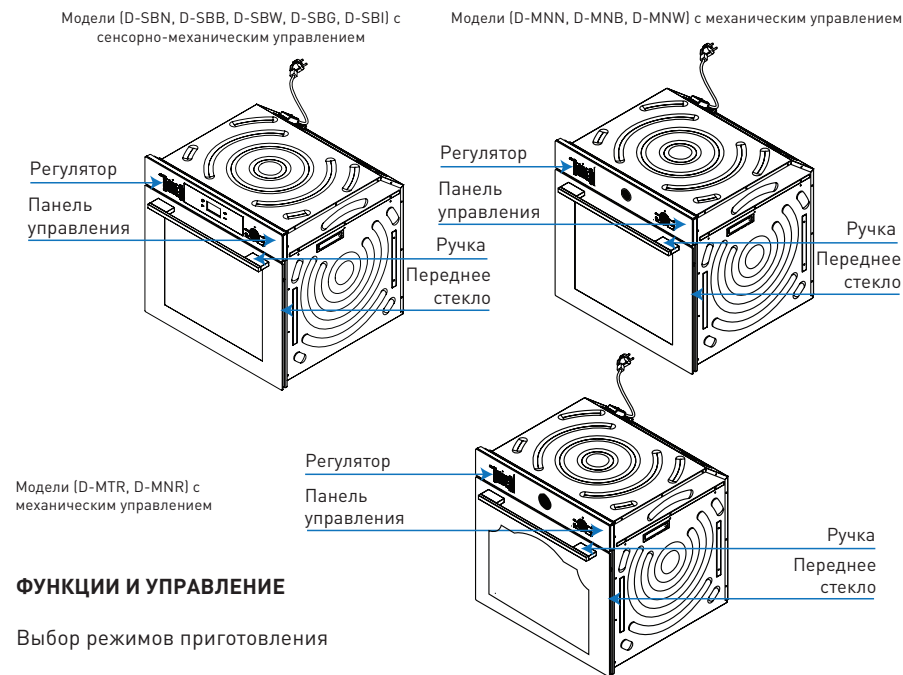 Модели (D-SBN, D-SBB, D-SBW, D-SBG, D-SBI) с
сенсорно-механическим управлением
Модели (D-MNN, D-MNB, D-MNW) с механическим управлением
Регулятор
Панель
управления
Ручка
Переднее
стекло
Регулятор
Панель
управления
Ручка
Переднее
стекло
Модели (D-MTR, D-MNR) с
механическим управлением
Регулятор
Панель
управления
Ручка
Переднее
стекло
ФУНКЦИИ И УПРАВЛЕНИЕ
Выбор режимов приготовления